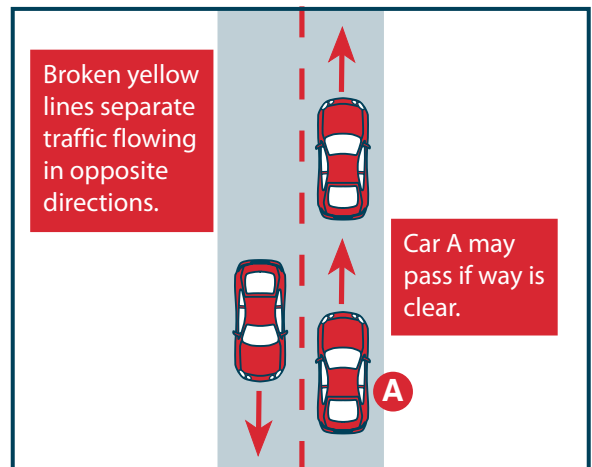 Broken yellow
lines separate
traffic flowing
in opposite
directions.
Car A may
pass if way is
clear.
A